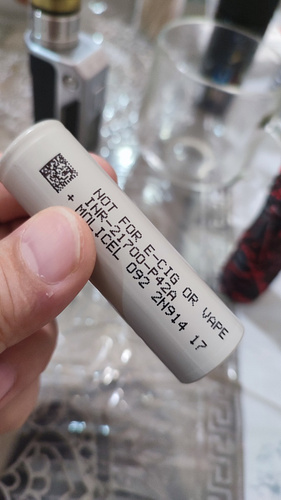 NOT FOR E-CIG OR VAPE
INR-21700-P42A
+ MOLICEL 092 2N914 17